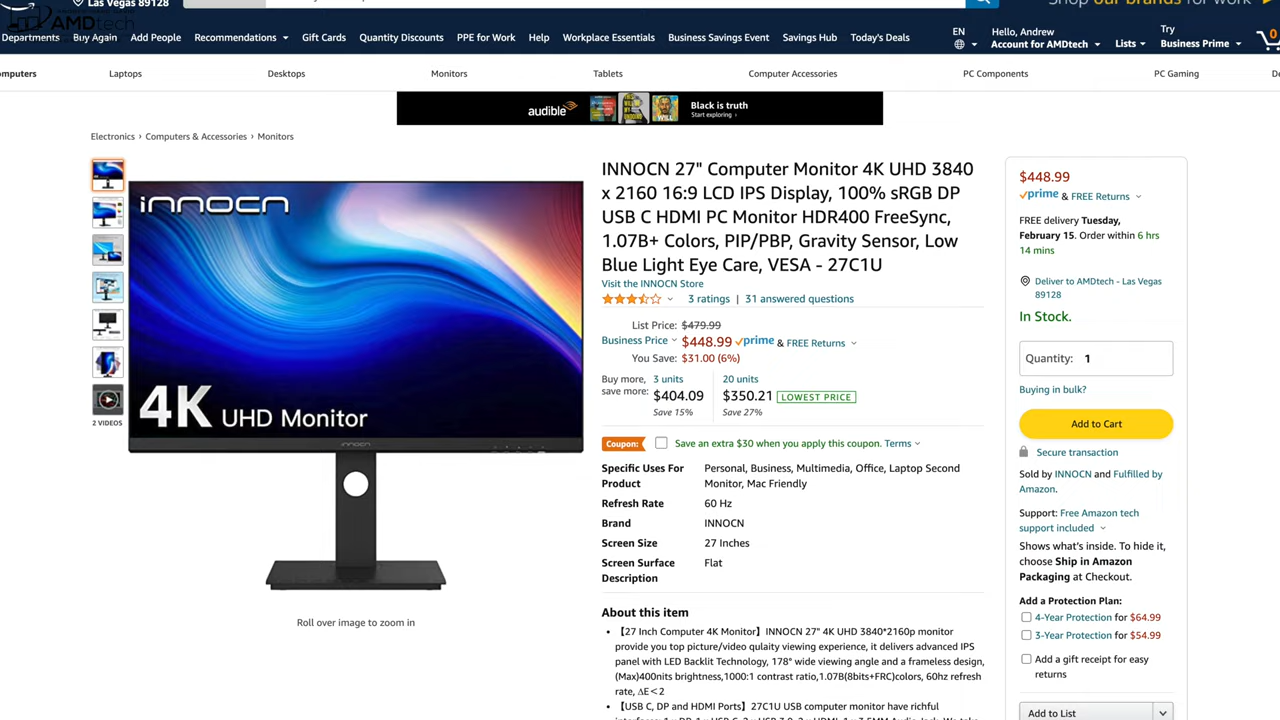 Las Vegas 89128
Shop our brands for work
AMDtech
Departments Buy Again Add People Recommendations Gift Cards Quantity Discounts PPE for Work Help Workplace Essentials Business Savings Event Savings Hub Today's Deals
EN
Hello, Andrew
Account for AMDtech
Lists
Try
Business Prime
0
mputers Laptops Desktops Monitors Tablets Computer Accessories PC Components PC Gaming
audible
Black is truth
Start exploring ›
Electronics › Computers & Accessories › Monitors
INNOCN
4K UHD Monitor
2 VIDEOS
Roll over image to zoom in
INNOCN 27" Computer Monitor 4K UHD 3840
x 2160 16:9 LCD IPS Display, 100% sRGB DP
USB C HDMI PC Monitor HDR400 FreeSync,
1.07B+ Colors, PIP/PBP, Gravity Sensor, Low
Blue Light Eye Care, VESA - 27C1U
Visit the INNOCN Store
3 ratings | 31 answered questions
List Price: $479.99
Business Price $448.99 prime & FREE Returns
You Save: $31.00 (6%)
Buy more,
save more:
3 units
$404.09
Save 15%
20 units
$350.21 LOWEST PRICE
Save 27%
Coupon: Save an extra $30 when you apply this coupon. Terms
Specific Uses For
Product
Personal, Business, Multimedia, Office, Laptop Second
Monitor, Mac Friendly
Refresh Rate 60 Hz
Brand INNOCN
Screen Size 27 Inches
Screen Surface
Description
Flat
About this item
• 【27 Inch Computer 4K Monitor】INNOCN 27" 4K UHD 3840*2160p monitor
provide you top picture/video qulaity viewing experience, it delivers advanced IPS
panel with LED Backlit Technology, 178° wide viewing angle and a frameless design,
(Max)400nits brightness,1000:1 contrast ratio,1.07B(8bits+FRC)colors, 60hz refresh
rate, ΔE<2
• 【USB C, DP and HDMI Ports】27C1U USB computer monitor have richful
$448.99
prime & FREE Returns
FREE delivery Tuesday,
February 15. Order within 6 hrs
14 mins
Deliver to AMDtech - Las Vegas
89128
In Stock.
Quantity: 1
Buying in bulk?
Add to Cart
Secure transaction
Sold by INNOCN and Fulfilled by
Amazon.
Support: Free Amazon tech
support included
Shows what's inside. To hide it,
choose Ship in Amazon
Packaging at Checkout.
Add a Protection Plan:
4-Year Protection for $64.99
3-Year Protection for $54.99
Add a gift receipt for easy
returns
Add to List